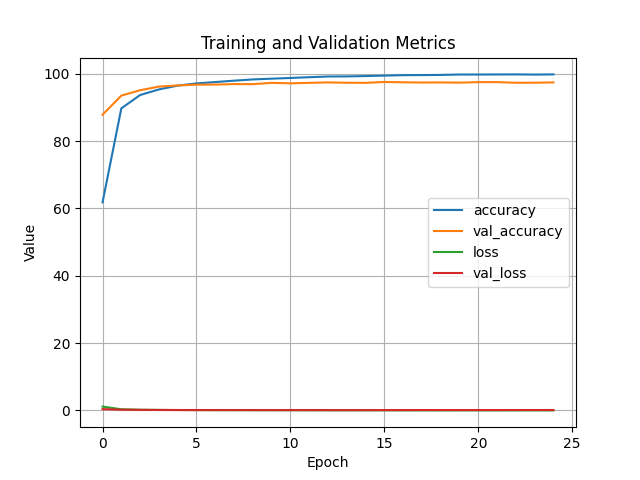 Training and Validation Metrics
100
80
60
40
20
0
Value
accuracy
val_accuracy
loss
val_loss
0 5 10 15 20 25
Epoch